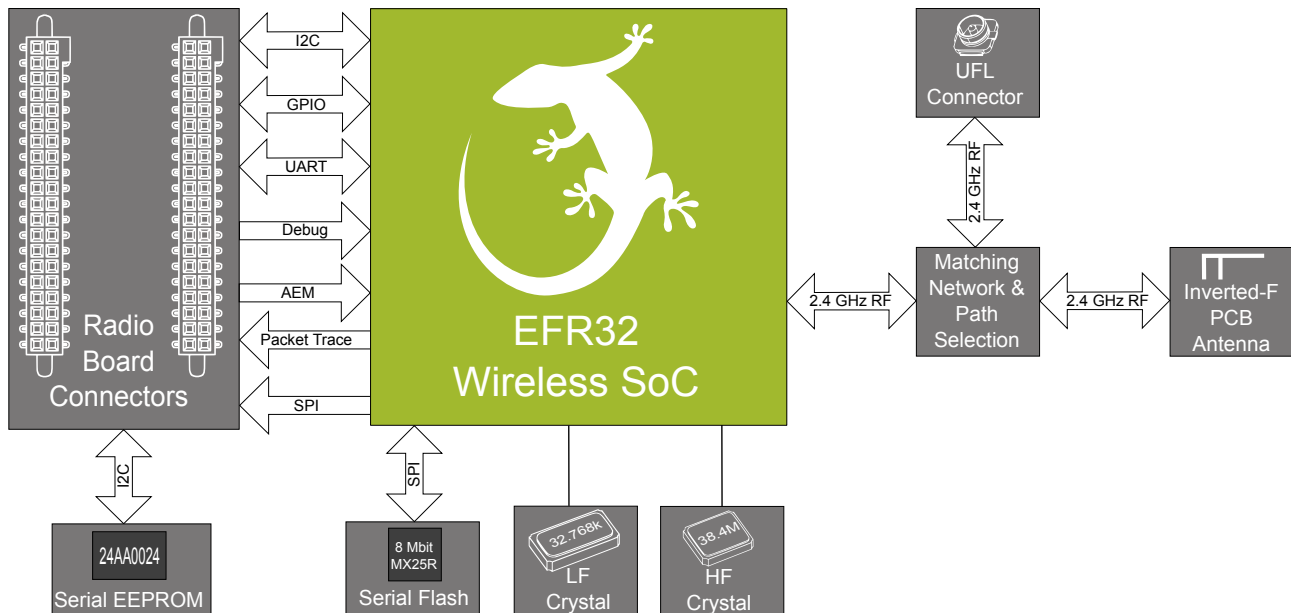 I2C
GPIO
UART
Debug
AEM
Packet Trace
SPI
Radio
Board
Connectors
EFR32
Wireless SoC
UFL
Connector
2.4 GHz RF
2.4 GHz RF
Matching
Network &
Path
Selection
2.4 GHz RF
Inverted-F
PCB
Antenna
I2C
24AA0024
Serial EEPROM
SPI
8 Mbit
MX25R
Serial Flash
32.768k
LF
Crystal
38.4M
HF
Crystal